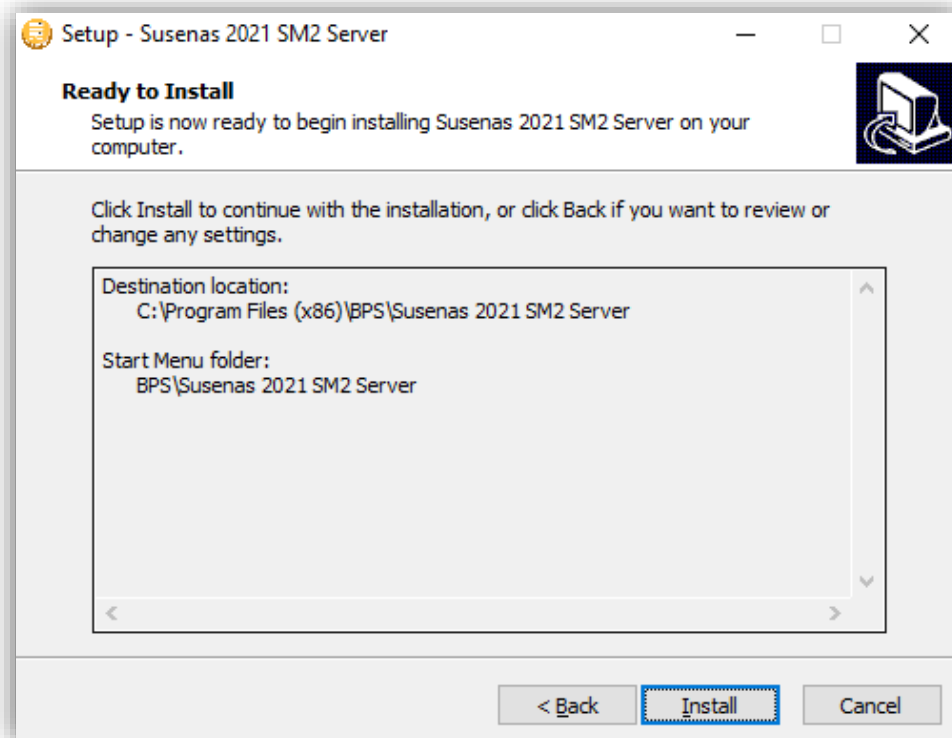 Setup - Susenas 2021 SM2 Server
Ready to Install
Setup is now ready to begin installing Susenas 2021 SM2 Server on your
computer.
Click Install to continue with the installation, or click Back if you want to review or
change any settings.
Destination location:
C:\Program Files (x86)\BPS\Susenas 2021 SM2 Server
Start Menu folder:
BPS\Susenas 2021 SM2 Server
< Back Install Cancel